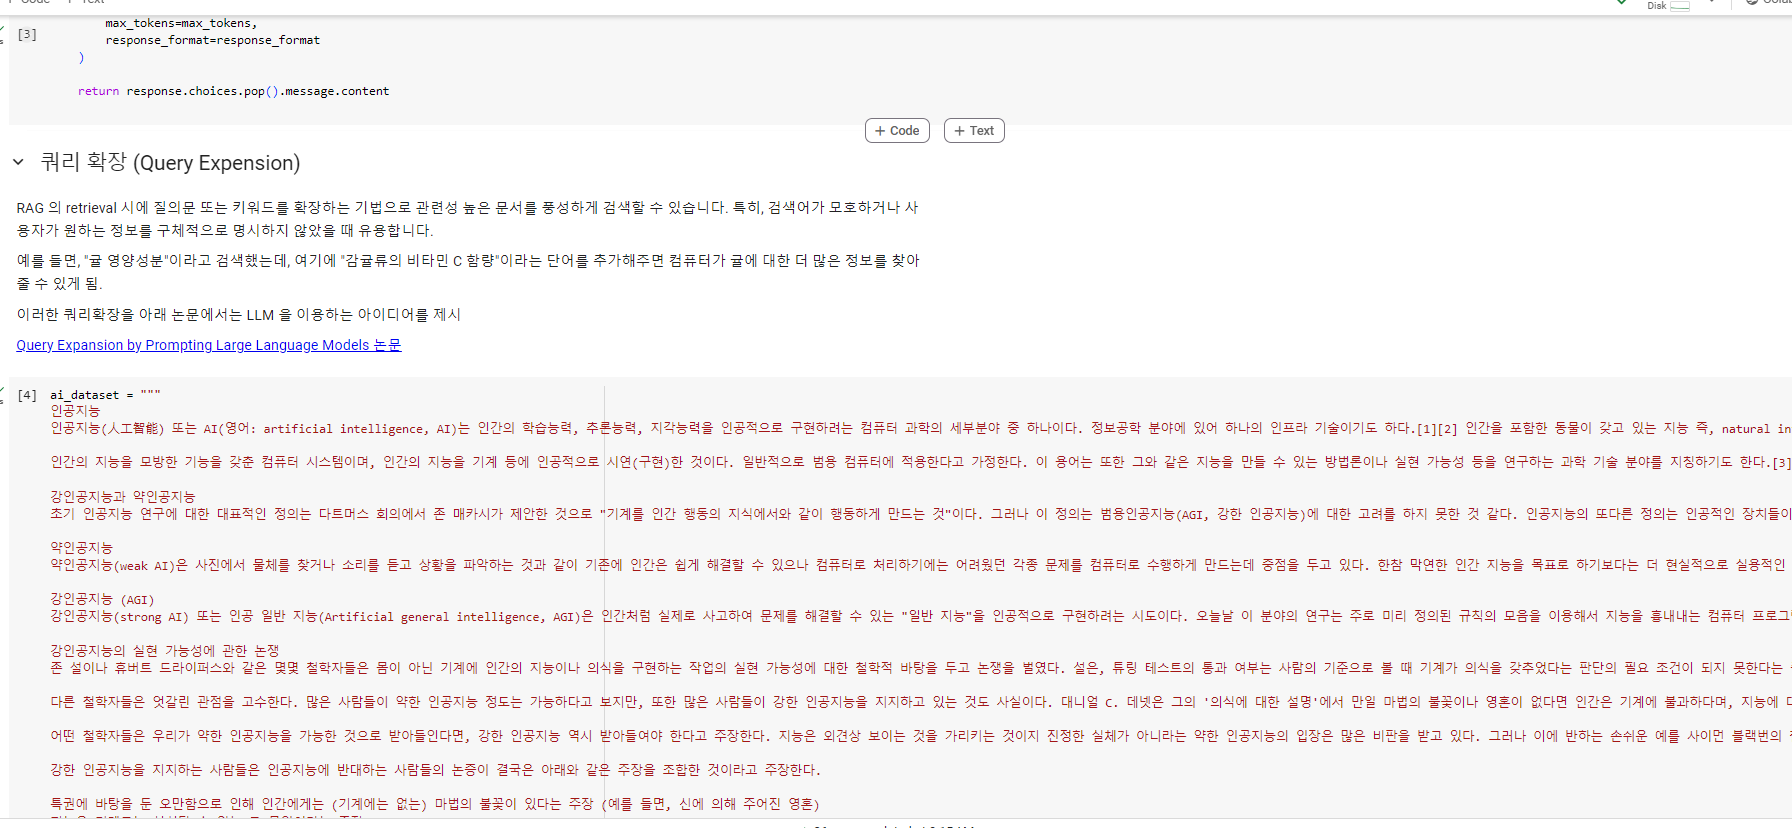 Disk
[3]
max_tokens=max_tokens,
response_format=response_format
)
return response.choices.pop().message.content
+ Code
+ Text
쿼리 확장 (Query Expension)
RAG 의 retrieval 시에 질의문 또는 키워드를 확장하는 기법으로 관련성 높은 문서를 풍성하게 검색할 수 있습니다. 특히, 검색어가 모호하거나 사
용자가 원하는 정보를 구체적으로 명시하지 않았을 때 유용합니다.
예를 들면, "귤 영양성분"이라고 검색했는데, 여기에 "감귤류의 비타민 C 함량"이라는 단어를 추가해주면 컴퓨터가 귤에 대한 더 많은 정보를 찾아
줄 수 있게 됨.
이러한 쿼리확장을 아래 논문에서는 LLM 을 이용하는 아이디어를 제시
Query Expansion by Prompting Large Language Models 논문
[4] ai_dataset = """
인공지능
인공지능(人工智能) 또는 AI(영어: artificial intelligence, AI)는 인간의 학습능력, 추론능력, 지각능력을 인공적으로 구현하려는 컴퓨터 과학의 세부분야 중 하나이다. 정보공학 분야에 있어 하나의 인프라 기술이기도 하다.[1][2] 인간을 포함한 동물이 갖고 있는 지능 즉, natural in
인간의 지능을 모방한 기능을 갖춘 컴퓨터 시스템이며, 인간의 지능을 기계 등에 인공적으로 시연(구현)한 것이다. 일반적으로 범용 컴퓨터에 적용한다고 가정한다. 이 용어는 또한 그와 같은 지능을 만들 수 있는 방법론이나 실현 가능성 등을 연구하는 과학 기술 분야를 지칭하기도 한다.[3]
강인공지능과 약인공지능
초기 인공지능 연구에 대한 대표적인 정의는 다트머스 회의에서 존 매카시가 제안한 것으로 "기계를 인간 행동의 지식에서와 같이 행동하게 만드는 것"이다. 그러나 이 정의는 범용인공지능(AGI, 강한 인공지능)에 대한 고려를 하지 못한 것 같다. 인공지능의 또다른 정의는 인공적인 장치들이
약인공지능
약인공지능(weak AI)은 사진에서 물체를 찾거나 소리를 듣고 상황을 파악하는 것과 같이 기존에 인간은 쉽게 해결할 수 있으나 컴퓨터로 처리하기에는 어려웠던 각종 문제를 컴퓨터로 수행하게 만드는데 중점을 두고 있다. 한참 막연한 인간 지능을 목표로 하기보다는 더 현실적으로 실용적인
강인공지능 (AGI)
강인공지능(strong AI) 또는 인공 일반 지능(Artificial general intelligence, AGI)은 인간처럼 실제로 사고하여 문제를 해결할 수 있는 "일반 지능"을 인공적으로 구현하려는 시도이다. 오늘날 이 분야의 연구는 주로 미리 정의된 규칙의 모음을 이용해서 지능을 흉내내는 컴퓨터 프로그
강인공지능의 실현 가능성에 관한 논쟁
존 설이나 휴버트 드라이퍼스와 같은 몇몇 철학자들은 몸이 아닌 기계에 인간의 지능이나 의식을 구현하는 작업의 실현 가능성에 대한 철학적 바탕을 두고 논쟁을 벌였다. 설은, 튜링 테스트의 통과 여부는 사람의 기준으로 볼 때 기계가 의식을 갖추었다는 판단의 필요 조건이 되지 못한다는
다른 철학자들은 엇갈린 관점을 고수한다. 많은 사람들이 약한 인공지능 정도는 가능하다고 보지만, 또한 많은 사람들이 강한 인공지능을 지지하고 있는 것도 사실이다. 대니얼 C. 데넷은 그의 '의식에 대한 설명'에서 만일 마법의 불꽃이나 영혼이 없다면 인간은 기계에 불과하다며, 지능에
어떤 철학자들은 우리가 약한 인공지능을 가능한 것으로 받아들인다면, 강한 인공지능 역시 받아들여야 한다고 주장한다. 지능은 외견상 보이는 것을 가리키는 것이지 진정한 실체가 아니라는 약한 인공지능의 입장은 많은 비판을 받고 있다. 그러나 이에 반하는 손쉬운 예를 사이먼 블랙번의
강한 인공지능을 지지하는 사람들은 인공지능에 반대하는 사람들의 논증이 결국은 아래와 같은 주장을 조합한 것이라고 주장한다.
특권에 바탕을 둔 오만함으로 인해 인간에게는 (기계에는 없는) 마법의 불꽃이 있다는 주장 (예를 들면, 신에 의해 주어진 영혼)